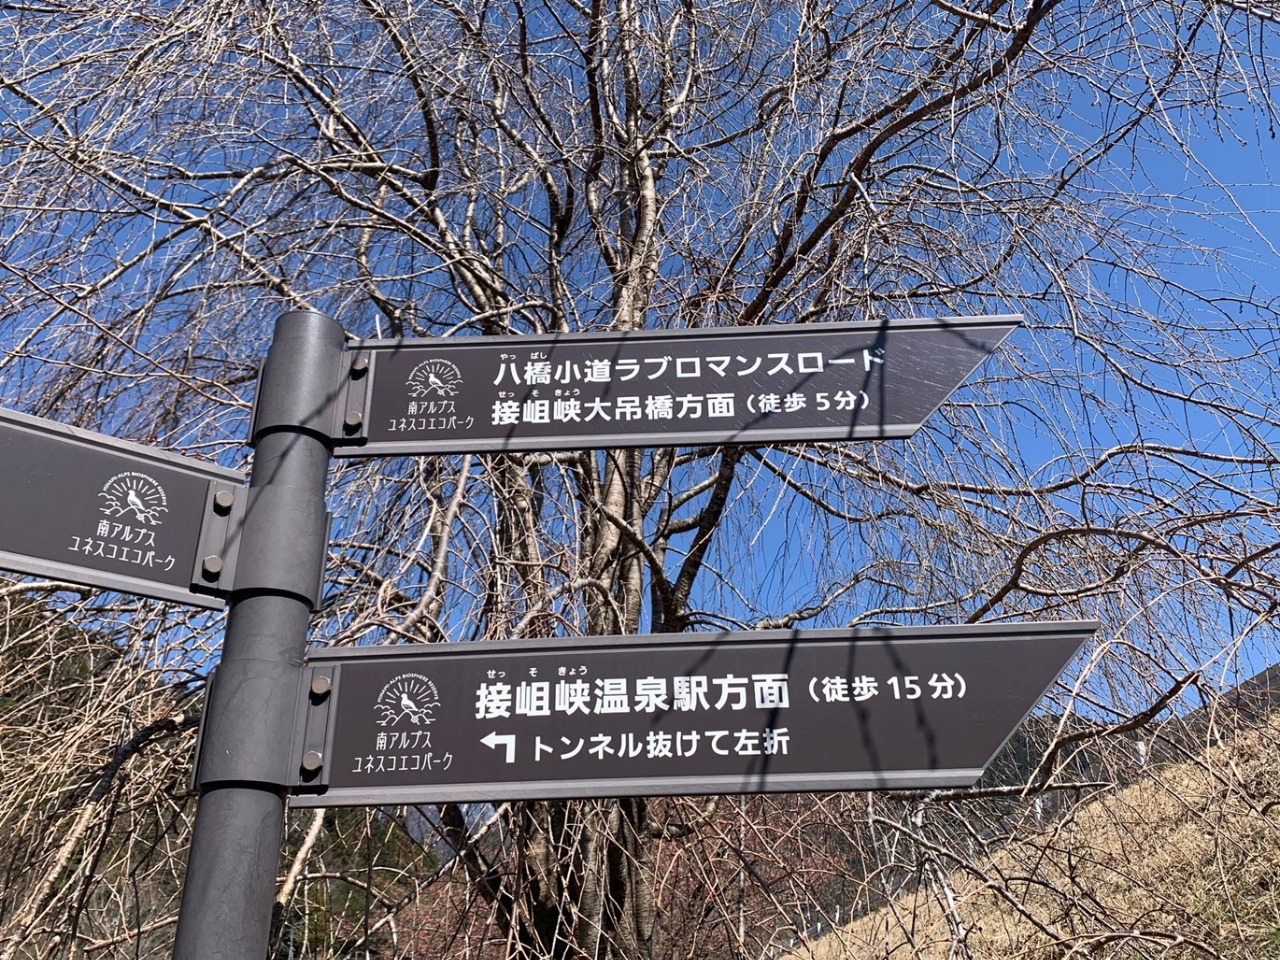 やっ ばし
八橋小道ラブロマンスロード
せっ そ きょう
接岨峡大吊橋方面（徒歩5分）
南アルプス
ユネスコエコパーク
南アルプス
ユネスコエコパーク
せっ そ きょう
接岨峡温泉駅方面（徒歩15分）
トンネル抜けて左折
南アルプス
ユネスコエコパーク